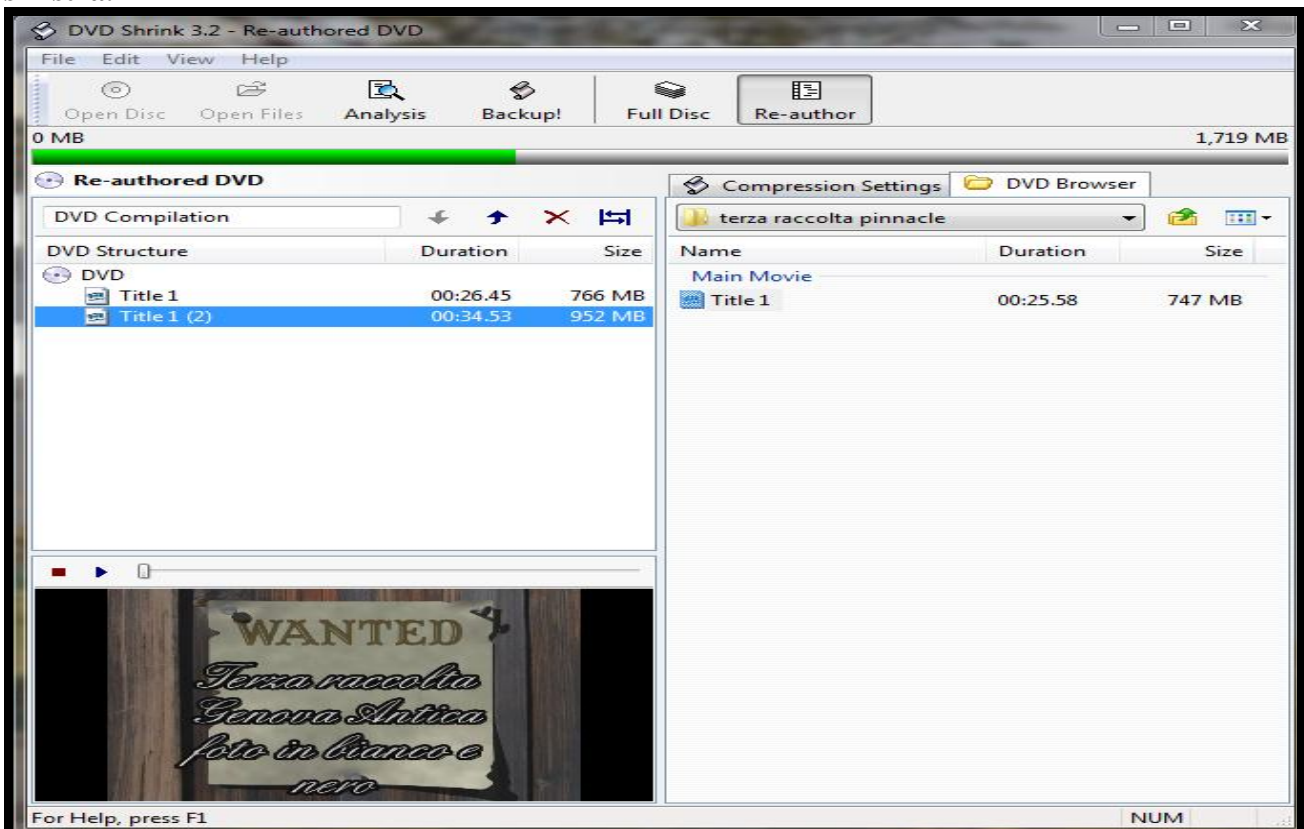 DVD Shrink 3.2 - Re-authored DVD
File Edit View Help
Open Disc Open Files Analysis Backup! Full Disc Re-author
0 MB 1,719 MB
Re-authored DVD
Compression Settings DVD Browser
DVD Compilation
terza raccolta pinnacle
DVD Structure Duration Size
Name Duration Size
DVD
Main Movie
Title 1 00:26.45 766 MB
Title 1 00:25.58 747 MB
Title 1 (2) 00:34.53 952 MB
WANTED
Terza raccolta
Genova Antica
foto in bianco e
nero
For Help, press F1 NUM